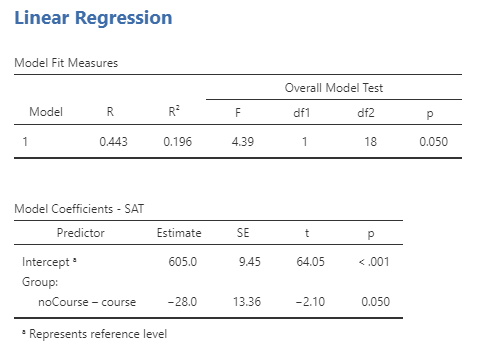 Linear Regression
Model Fit Measures
Overall Model Test
Model R R² F df1 df2 p
1 0.443 0.196 4.39 1 18 0.050
Model Coefficients - SAT
Predictor Estimate SE t p
Intercept ª 605.0 9.45 64.05 < .001
Group:
noCourse – course −28.0 13.36 −2.10 0.050
ª Represents reference level